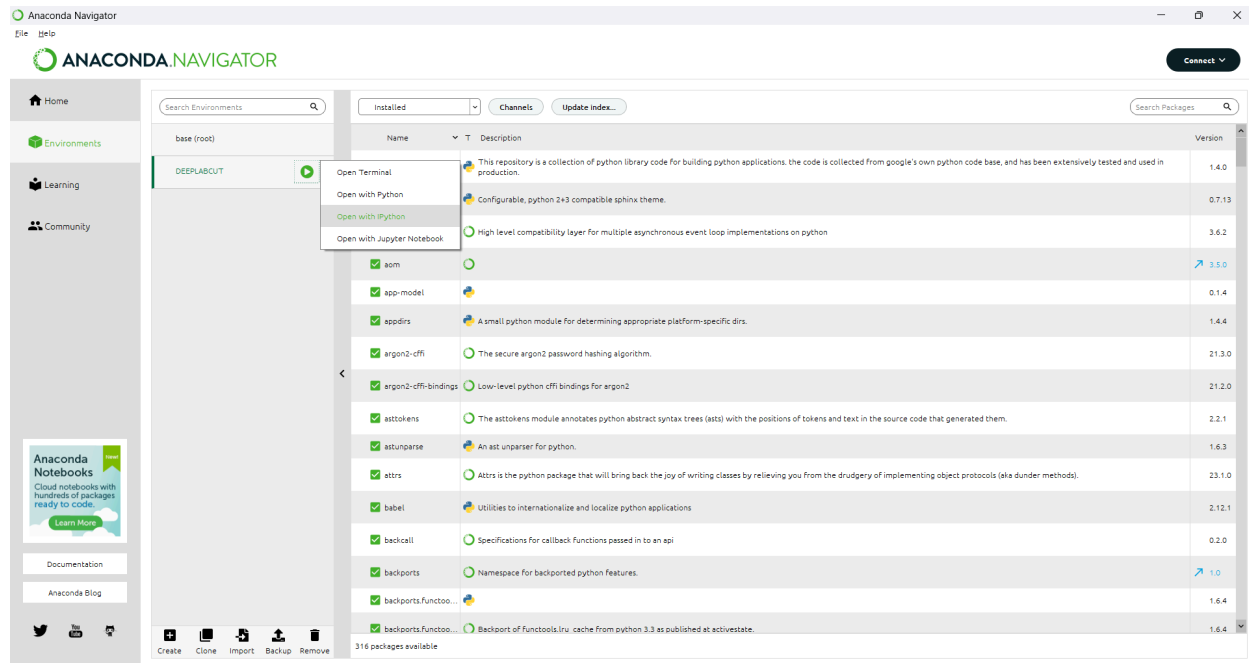 Anaconda Navigator
File Help
ANACONDA.NAVIGATOR
Connect
Home
Environments
Learning
Community
Anaconda
Notebooks
New!
Cloud notebooks with
hundreds of packages
ready to code.
Learn More
Documentation
Anaconda Blog
You
Tube
Search Environments
base (root)
DEEPLABCUT
Open Terminal
Open with Python
Open with IPython
Open with Jupyter Notebook
Create Clone Import Backup Remove
Installed Channels Update index... Search Packages
Name T Description Version
This repository is a collection of python library code for building python applications. the code is collected from google's own python code base, and has been extensively tested and used in
production. 1.4.0
Configurable, python 2+3 compatible sphinx theme. 0.7.13
High level compatibility layer for multiple asynchronous event loop implementations on python 3.6.2
aom 3.5.0
app-model 0.1.4
appdirs A small python module for determining appropriate platform-specific dirs. 1.4.4
argon2-cffi The secure argon2 password hashing algorithm. 21.3.0
argon2-cffi-bindings Low-level python cffi bindings for argon2 21.2.0
asttokens The asttokens module annotates python abstract syntax trees (asts) with the positions of tokens and text in the source code that generated them. 2.2.1
astunparse An ast unparser for python. 1.6.3
attrs Attrs is the python package that will bring back the joy of writing classes by relieving you from the drudgery of implementing object protocols (aka dunder methods). 23.1.0
babel Utilities to internationalize and localize python applications 2.12.1
backcall Specifications for callback functions passed in to an api 0.2.0
backports Namespace for backported python features. 1.0
backports.functoo... 1.6.4
backports.functoo... Backport of functools.lru_cache from python 3.3 as published at activestate. 1.6.4
316 packages available